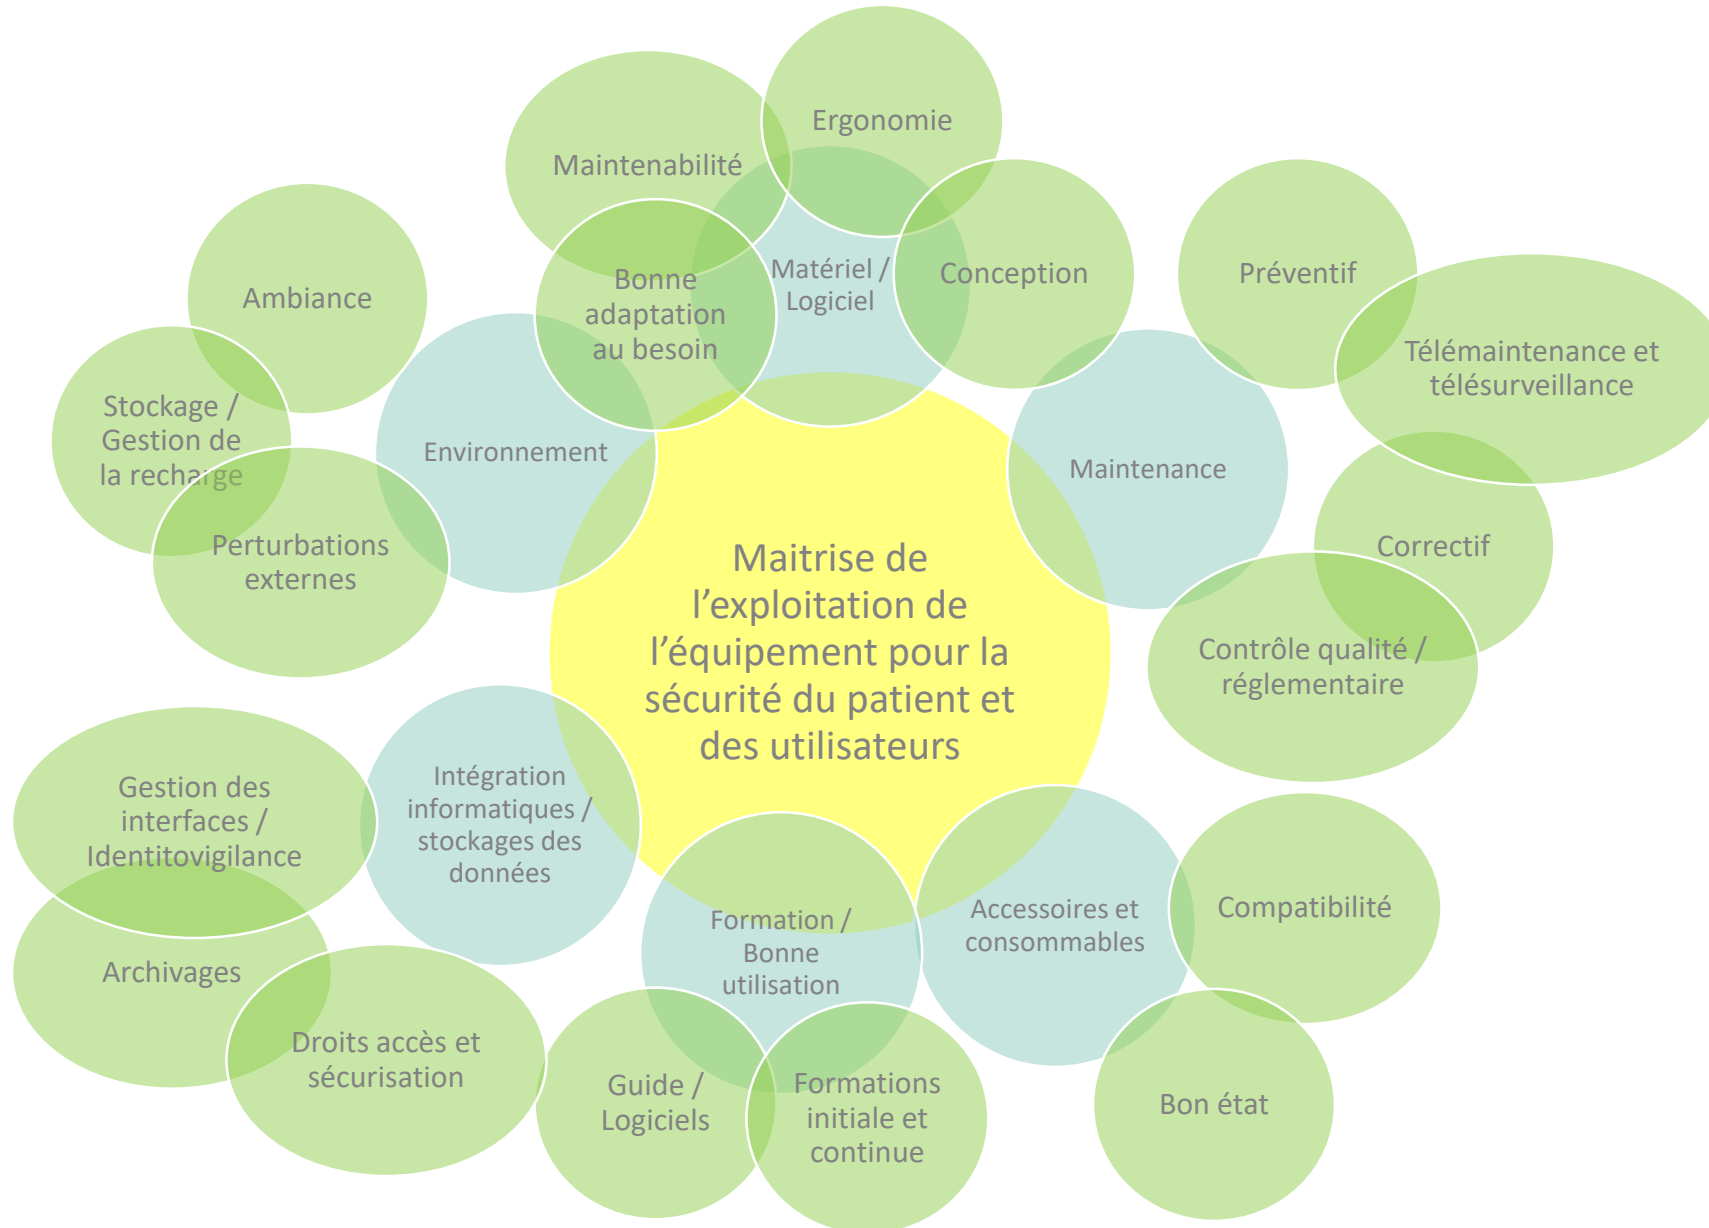 Ergonomie
Maintenabilité
Matériel /
Logiciel
Conception
Bonne
adaptation
au besoin
Préventif
Télémaintenance et
télésurveillance
Ambiance
Stockage /
Gestion de
la recharge
Environnement
Maintenance
Perturbations
externes
Correctif
Contrôle qualité /
réglementaire
Maitrise de
l’exploitation de
l’équipement pour la
sécurité du patient et
des utilisateurs
Gestion des
interfaces /
Identitovigilance
Intégration
informatiques /
stockages des
données
Archivages
Droits accès et
sécurisation
Formation /
Bonne
utilisation
Guide /
Logiciels
Formations
initiale et
continue
Accessoires et
consommables
Compatibilité
Bon état